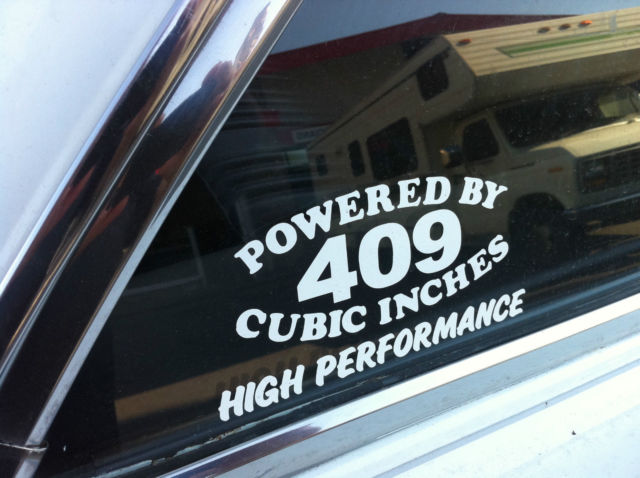 POWERED BY
409
CUBIC INCHES
HIGH PERFORMANCE